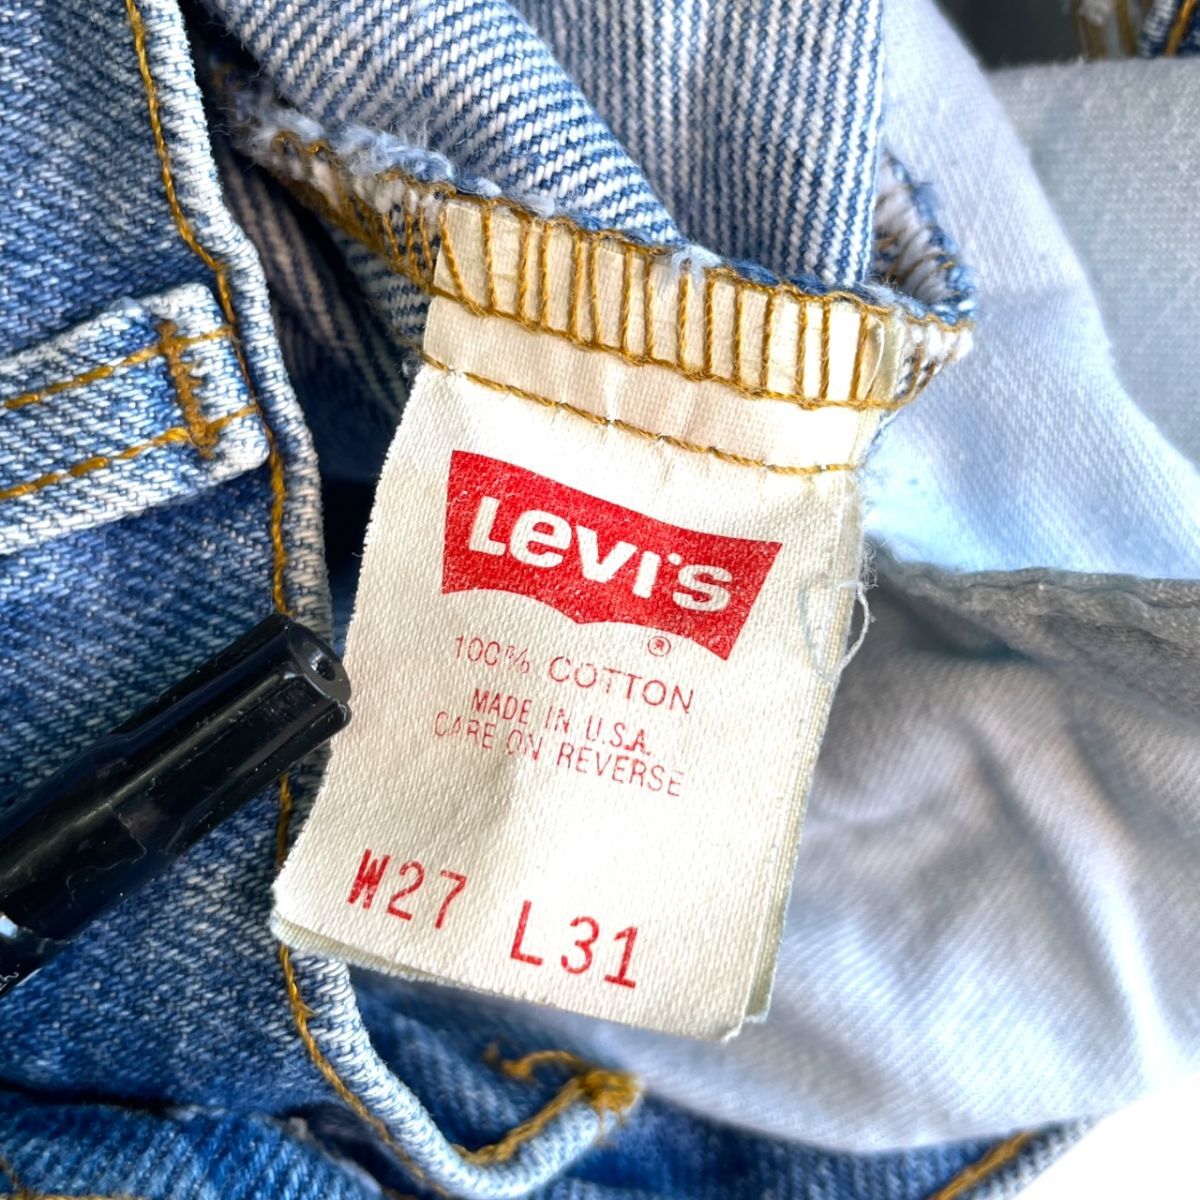 Levi's
®
100% COTTON
MADE IN U.S.A.
CARE ON REVERSE
W27 L31